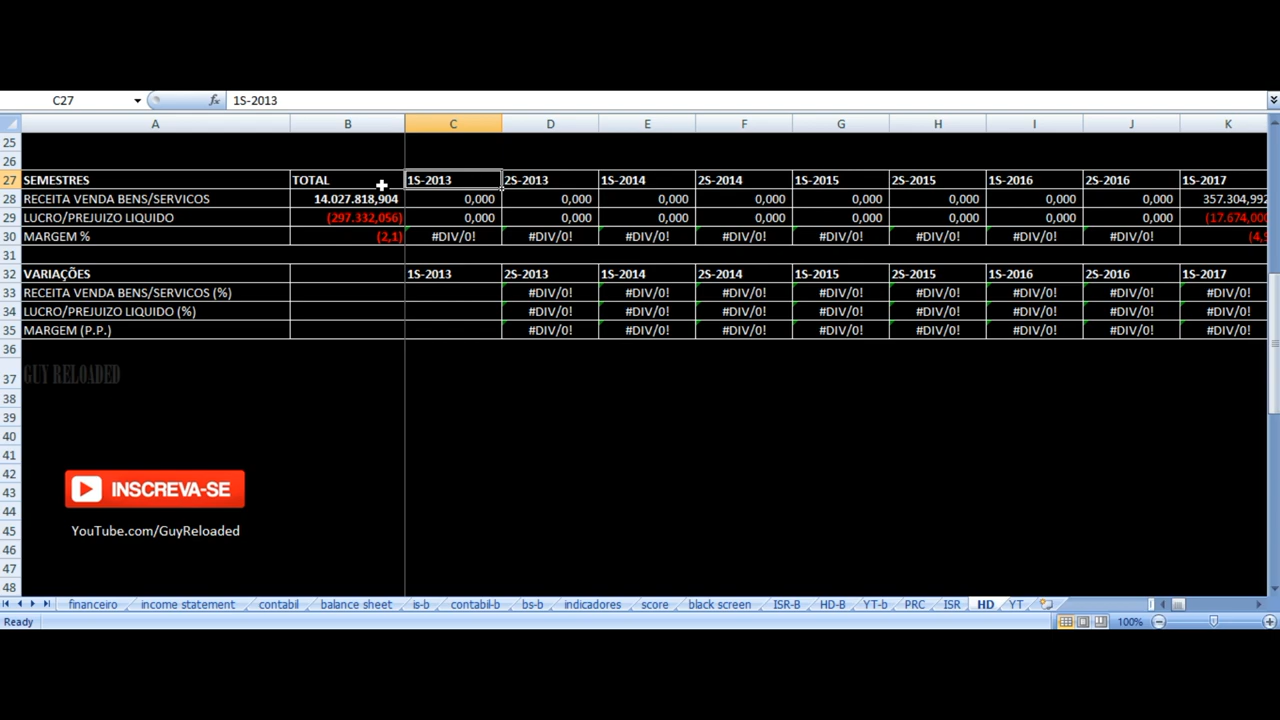 C27 fx 1S-2013
A B C D E F G H I J K
25
26
27 SEMESTRES TOTAL 1S-2013 2S-2013 1S-2014 2S-2014 1S-2015 2S-2015 1S-2016 2S-2016 1S-2017
28 RECEITA VENDA BENS/SERVICOS 14.027.818,904 0,000 0,000 0,000 0,000 0,000 0,000 0,000 0,000 357.304,992
29 LUCRO/PREJUIZO LIQUIDO (297.332,056) 0,000 0,000 0,000 0,000 0,000 0,000 0,000 0,000 (17.674,000
30 MARGEM % (2,1) #DIV/0! #DIV/0! #DIV/0! #DIV/0! #DIV/0! #DIV/0! #DIV/0! #DIV/0! (4,9
31
32 VARIAÇÕES 1S-2013 2S-2013 1S-2014 2S-2014 1S-2015 2S-2015 1S-2016 2S-2016 1S-2017
33 RECEITA VENDA BENS/SERVICOS (%) #DIV/0! #DIV/0! #DIV/0! #DIV/0! #DIV/0! #DIV/0! #DIV/0! #DIV/0!
34 LUCRO/PREJUIZO LIQUIDO (%) #DIV/0! #DIV/0! #DIV/0! #DIV/0! #DIV/0! #DIV/0! #DIV/0! #DIV/0!
35 MARGEM (P.P.) #DIV/0! #DIV/0! #DIV/0! #DIV/0! #DIV/0! #DIV/0! #DIV/0! #DIV/0!
36
37 GUY RELOADED
38
39
40
41
42
43 INSCREVA-SE
44
45 YouTube.com/GuyReloaded
46
47
48
financeiro income statement contabil balance sheet is-b contabil-b bs-b indicadores score black screen ISR-B HD-B YT-b PRC ISR HD YT
Ready 100%